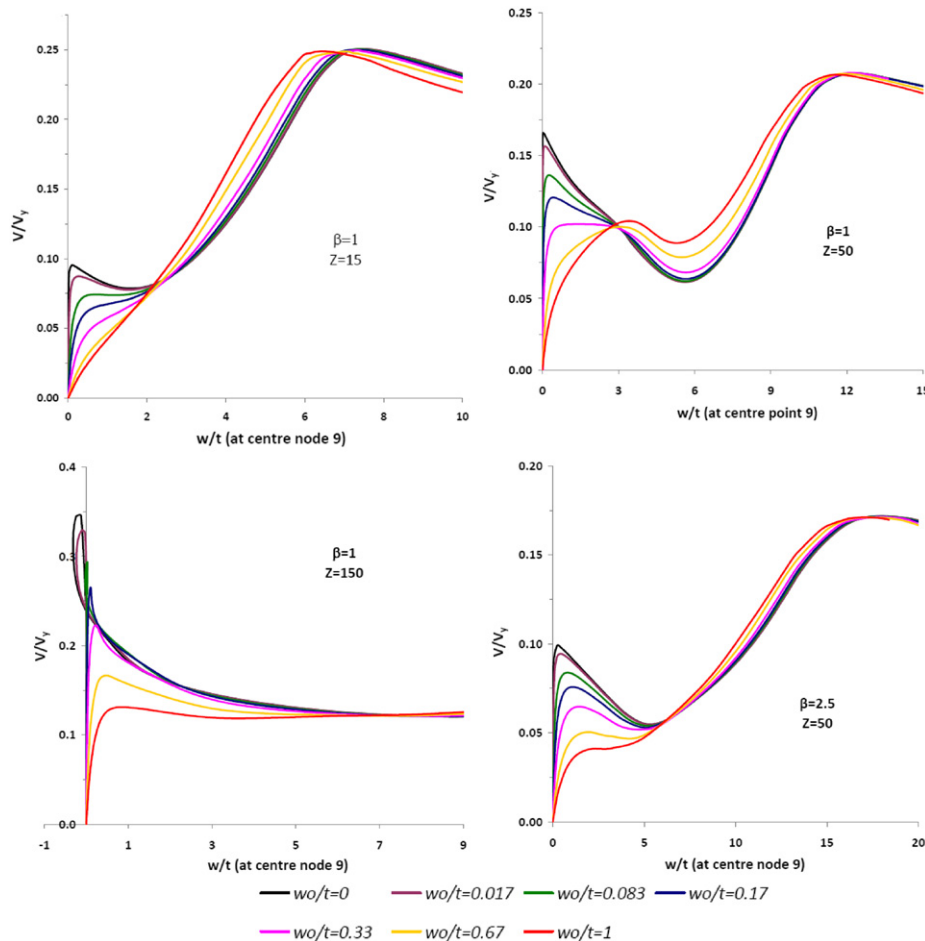 V/Vy
0.25
0.20
0.15
0.10
0.05
0.00
β=1
Z=15
0 2 4 6 8 10
w/t (at centre node 9)
V/Vy
0.25
0.20
0.15
0.10
0.05
0.00
β=1
Z=50
0 3 6 9 12 15
w/t (at centre point 9)
V/Vy
0.4
0.3
0.2
0.1
0.0
β=1
Z=150
-1 1 3 5 7 9
w/t (at centre node 9)
V/Vy
0.20
0.15
0.10
0.05
0.00
β=2.5
Z=50
0 5 10 15 20
w/t (at centre node 9)
wo/t=0 wo/t=0.017 wo/t=0.083 wo/t=0.17
wo/t=0.33 wo/t=0.67 wo/t=1